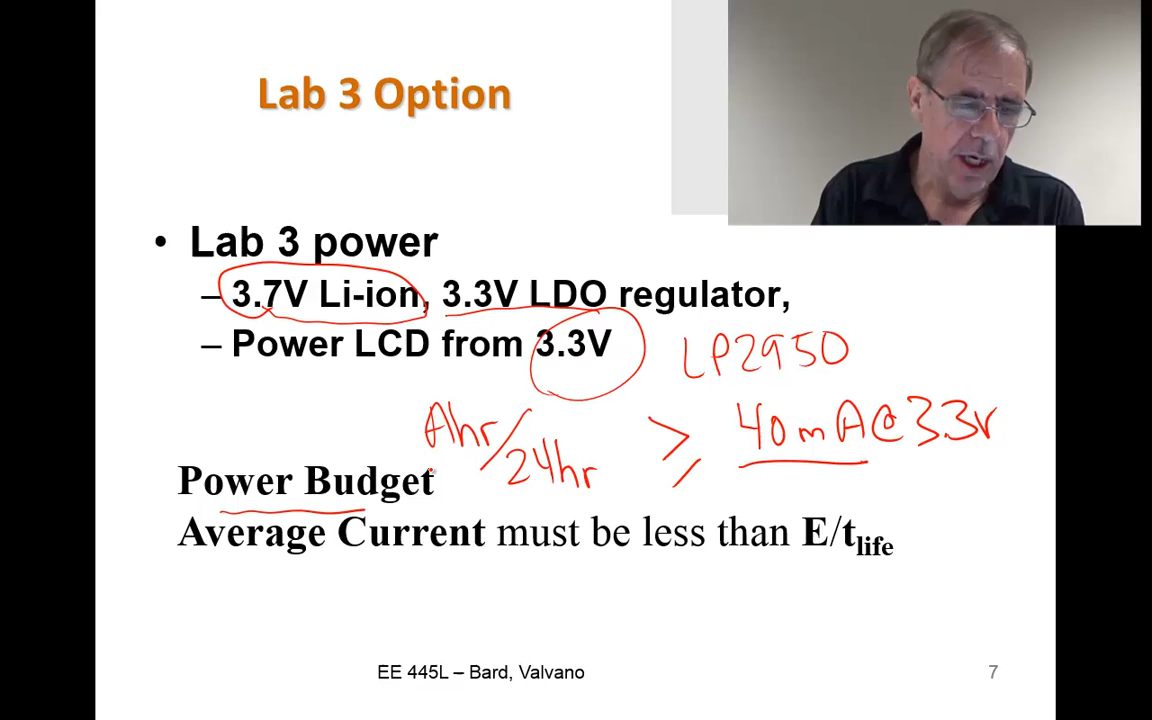 Lab 3 Option
• Lab 3 power
– 3.7V Li-ion, 3.3V LDO regulator,
– Power LCD from 3.3V
LP2950
Ahr/24hr ≥ 40mA@3.3V
Power Budget
Average Current must be less than E/tlife
EE 445L – Bard, Valvano
7